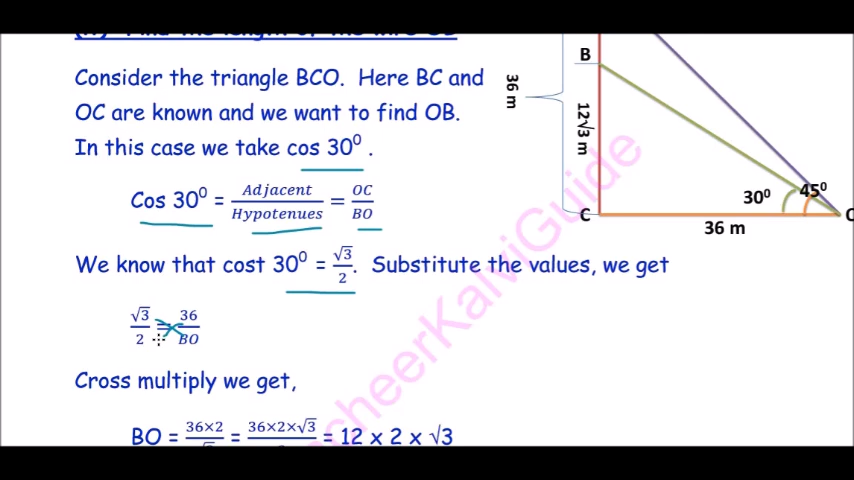 Consider the triangle BCO. Here BC and
OC are known and we want to find OB.
In this case we take cos 30⁰ .
Cos 30⁰ = Adjacent/Hypotenues = OC/BO
We know that cost 30⁰ = √3/2. Substitute the values, we get
√3/2 = 36/BO
Cross multiply we get,
BO = 36×2 = 36×2×√3 = 12 x 2 x √3
B
36 m
12√3 m
30⁰
45⁰
C
36 m
cheerKalviGuide